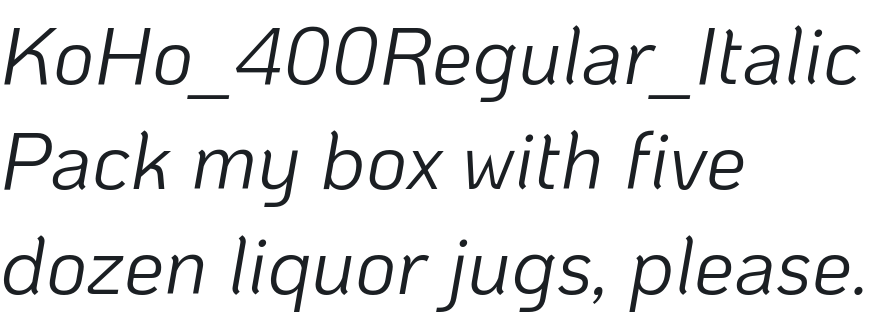 KoHo_400Regular_Italic
Pack my box with five
dozen liquor jugs, please.